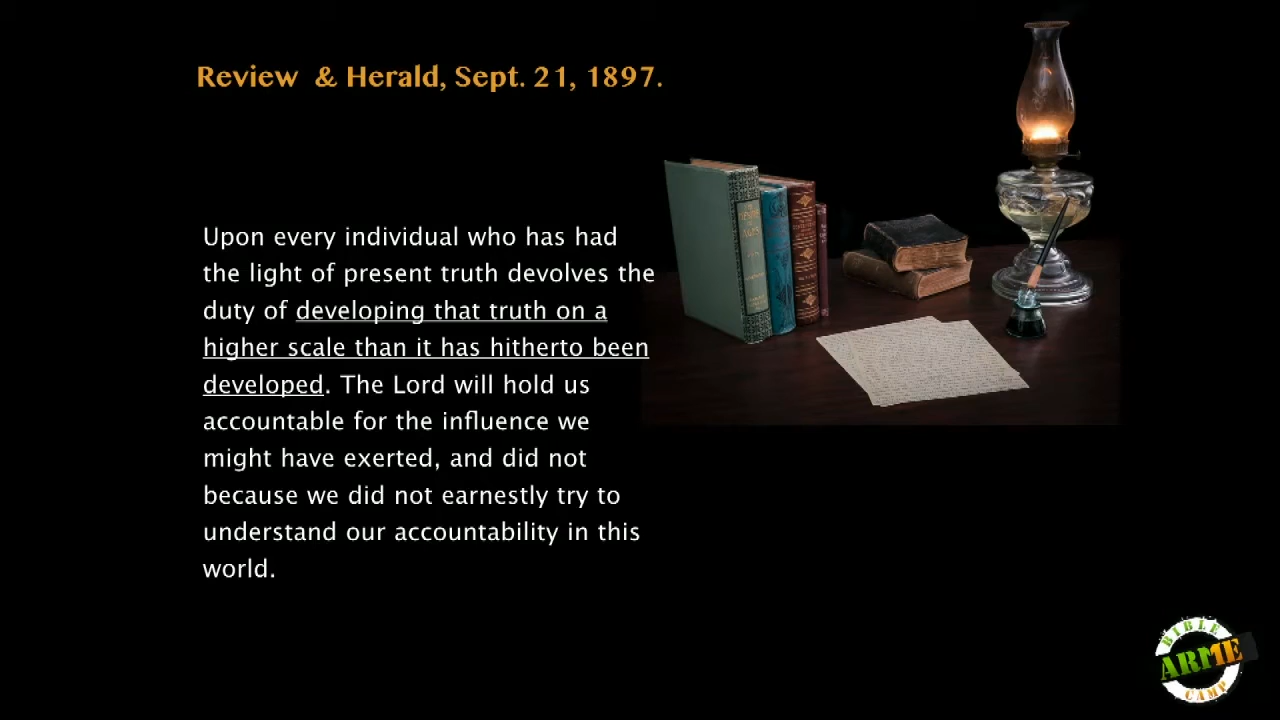 Review & Herald, Sept. 21, 1897.
Upon every individual who has had
the light of present truth devolves the
duty of developing that truth on a
higher scale than it has hitherto been
developed. The Lord will hold us
accountable for the influence we
might have exerted, and did not
because we did not earnestly try to
understand our accountability in this
world.
BIBLE
ARME
CAMP